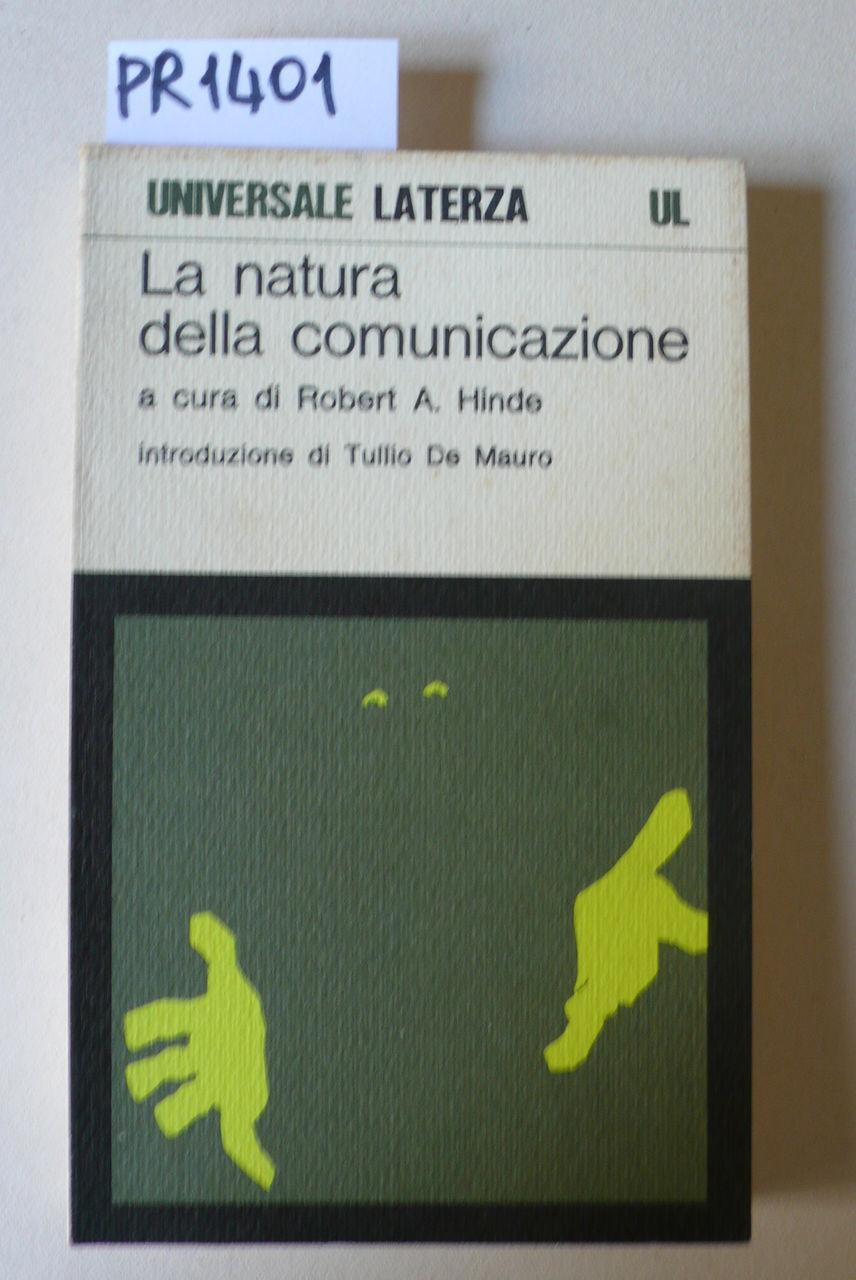 PR1401
UNIVERSALE LATERZA UL
La natura
della comunicazione
a cura di Robert A. Hinde
introduzione di Tullio De Mauro